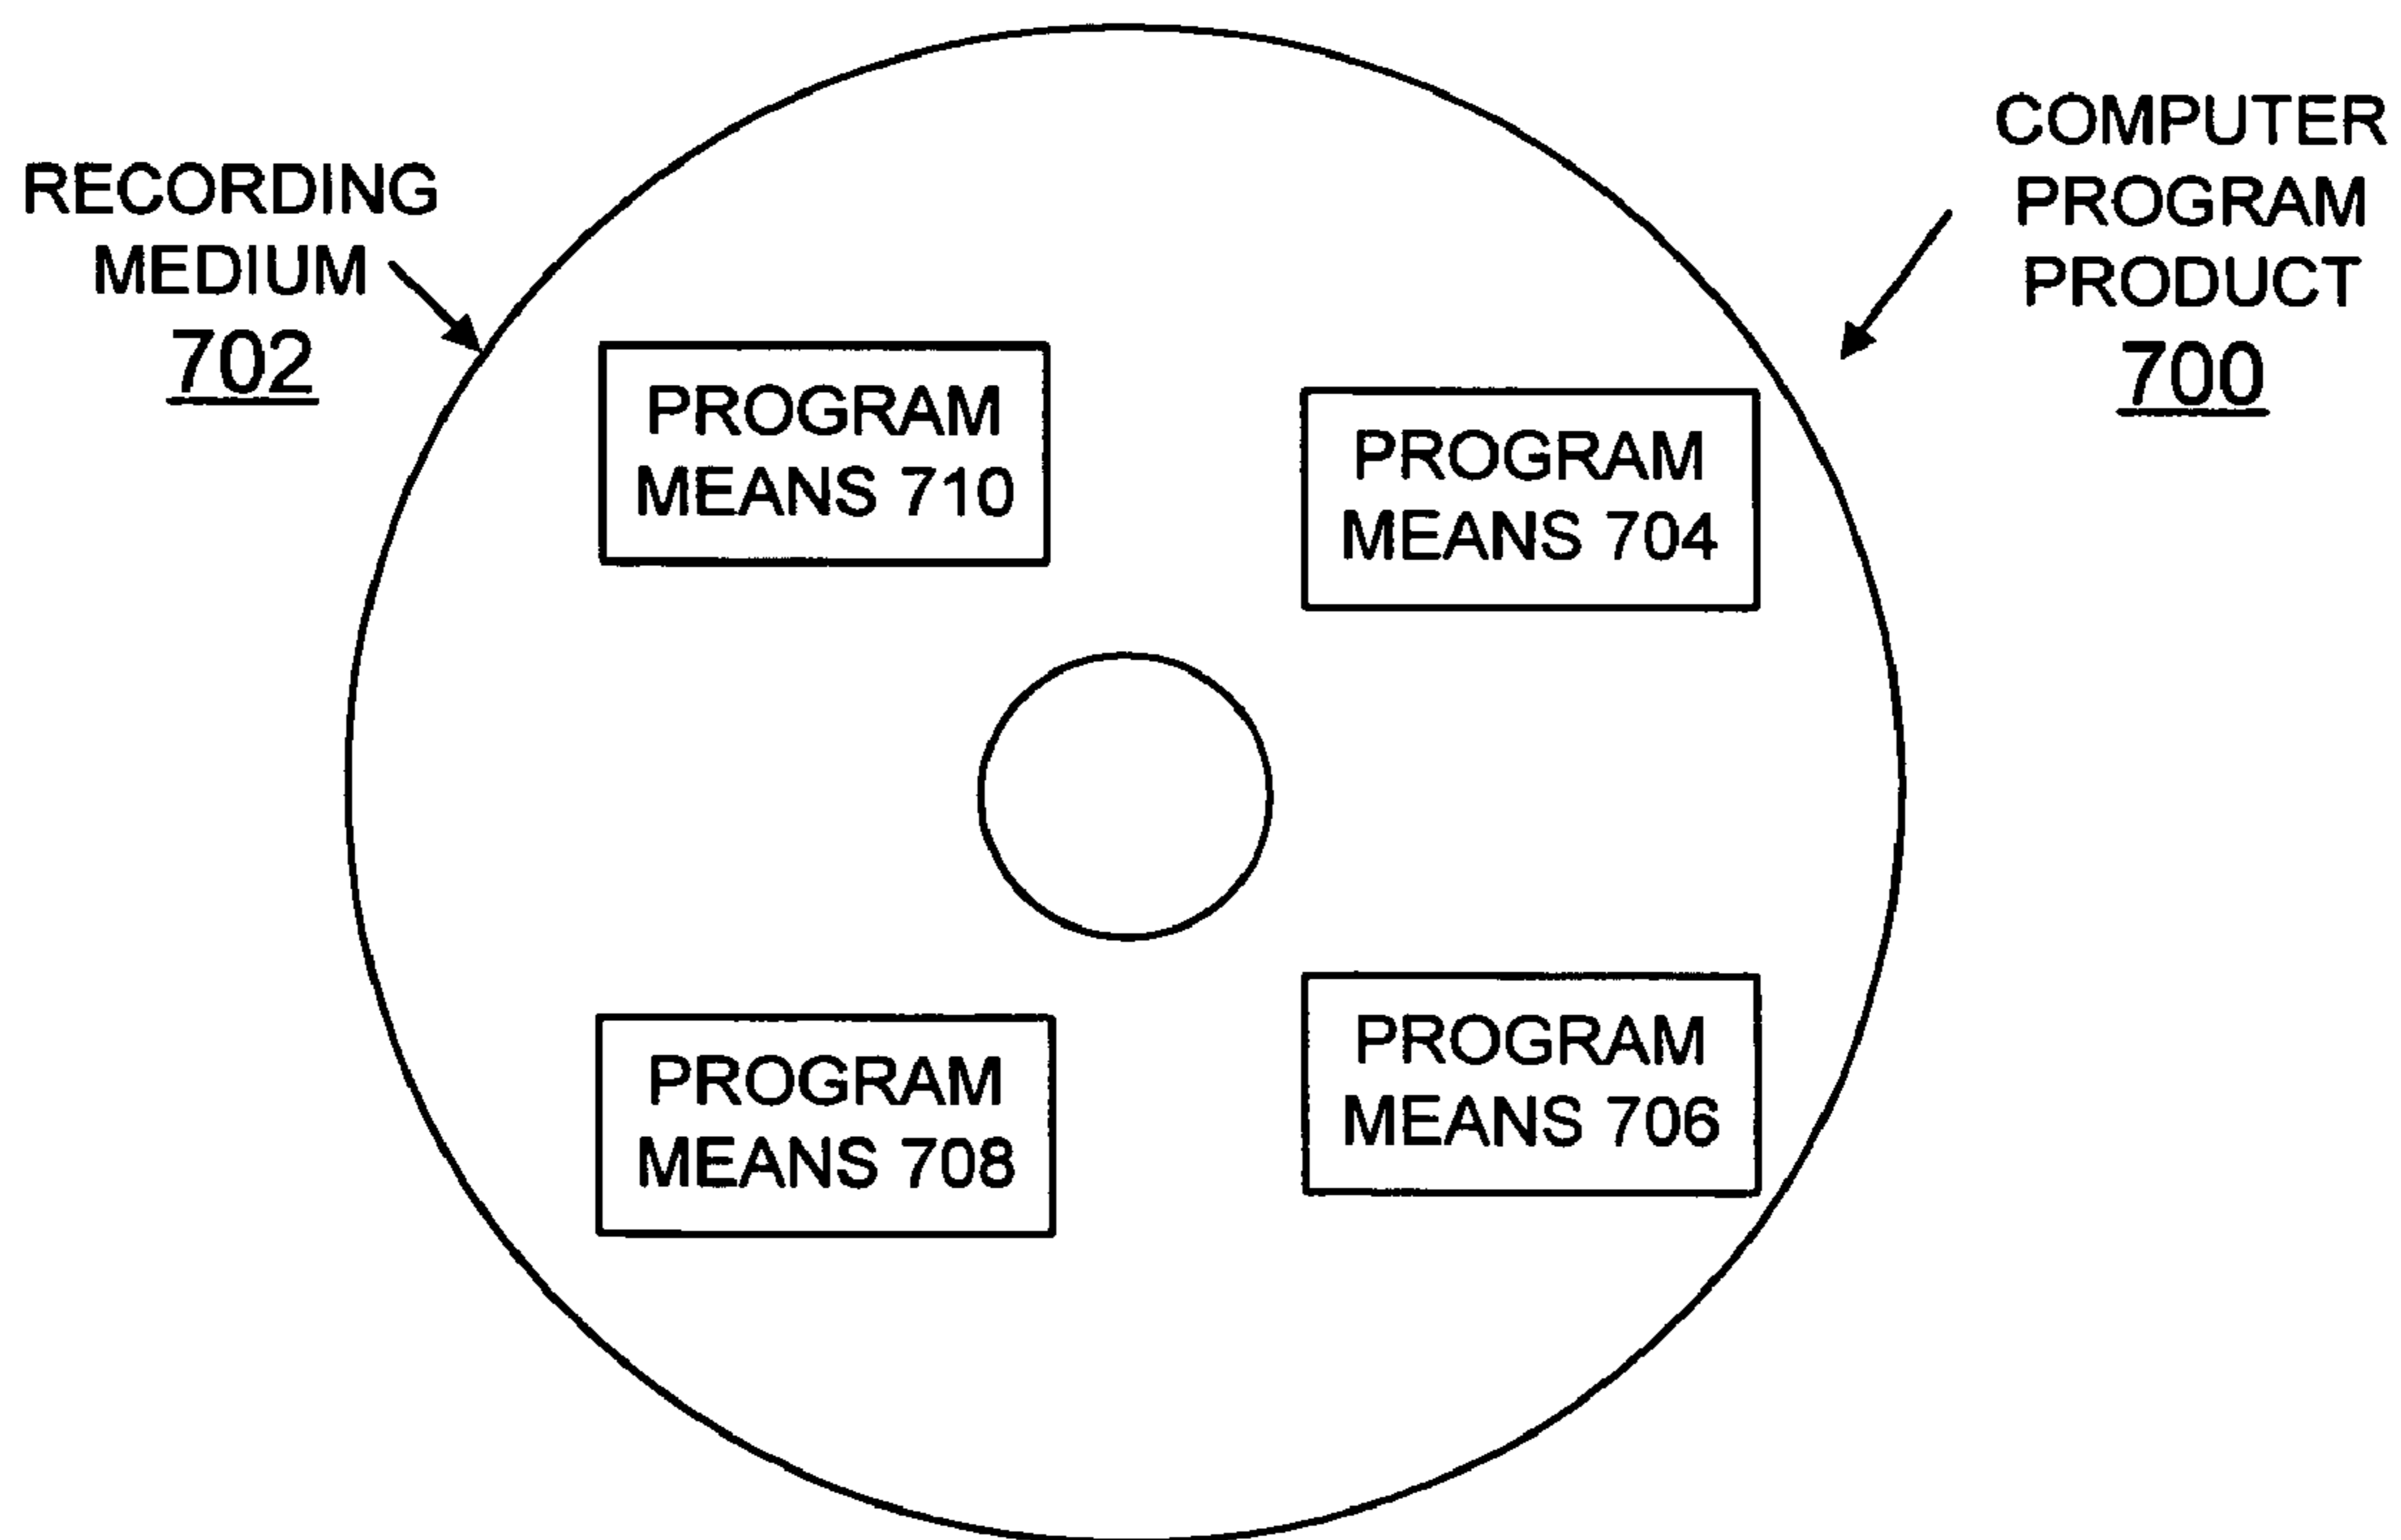 RECORDING
MEDIUM
702
COMPUTER
PROGRAM
PRODUCT
700
PROGRAM
MEANS 710
PROGRAM
MEANS 704
PROGRAM
MEANS 708
PROGRAM
MEANS 706